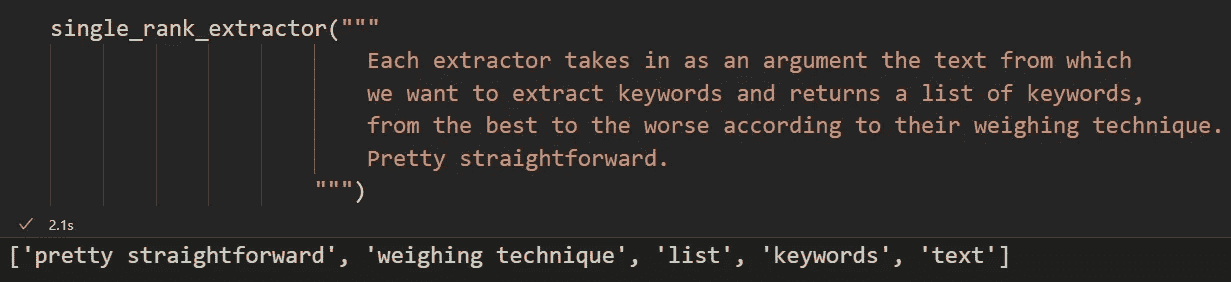 single_rank_extractor("""
Each extractor takes in as an argument the text from which
we want to extract keywords and returns a list of keywords,
from the best to the worse according to their weighing technique.
Pretty straightforward.
""")
✓ 2.1s
['pretty straightforward', 'weighing technique', 'list', 'keywords', 'text']